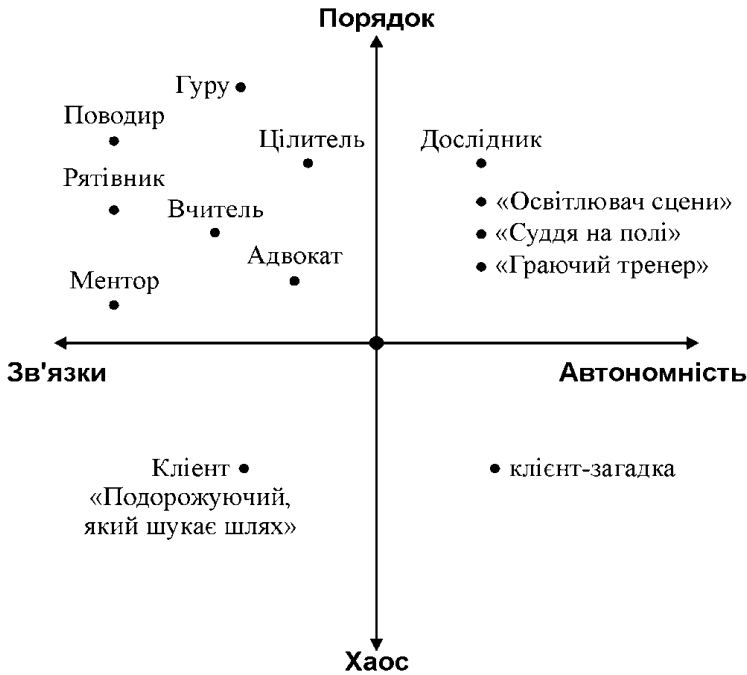 Порядок
Гуру
Поводир
Цілитель
Дослідник
Рятівник
«Освітлювач сцени»
Вчитель
«Суддя на полі»
Адвокат
«Граючий тренер»
Ментор
Зв'язки
Автономність
Клієнт
«Подорожуючий,
який шукає шлях»
клієнт-загадка
Хаос